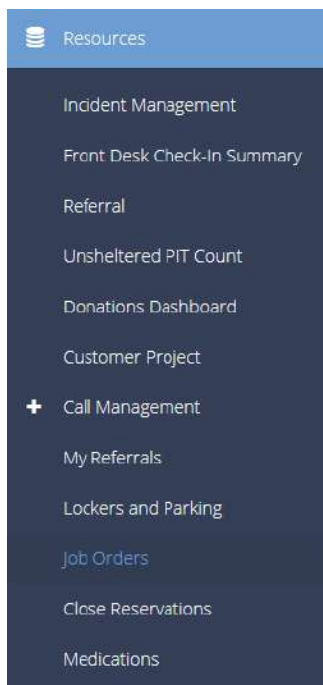 Resources
Incident Management
Front Desk Check-In Summary
Referral
Unsheltered PIT Count
Donations Dashboard
Customer Project
+ Call Management
My Referrals
Lockers and Parking
Job Orders
Close Reservations
Medications